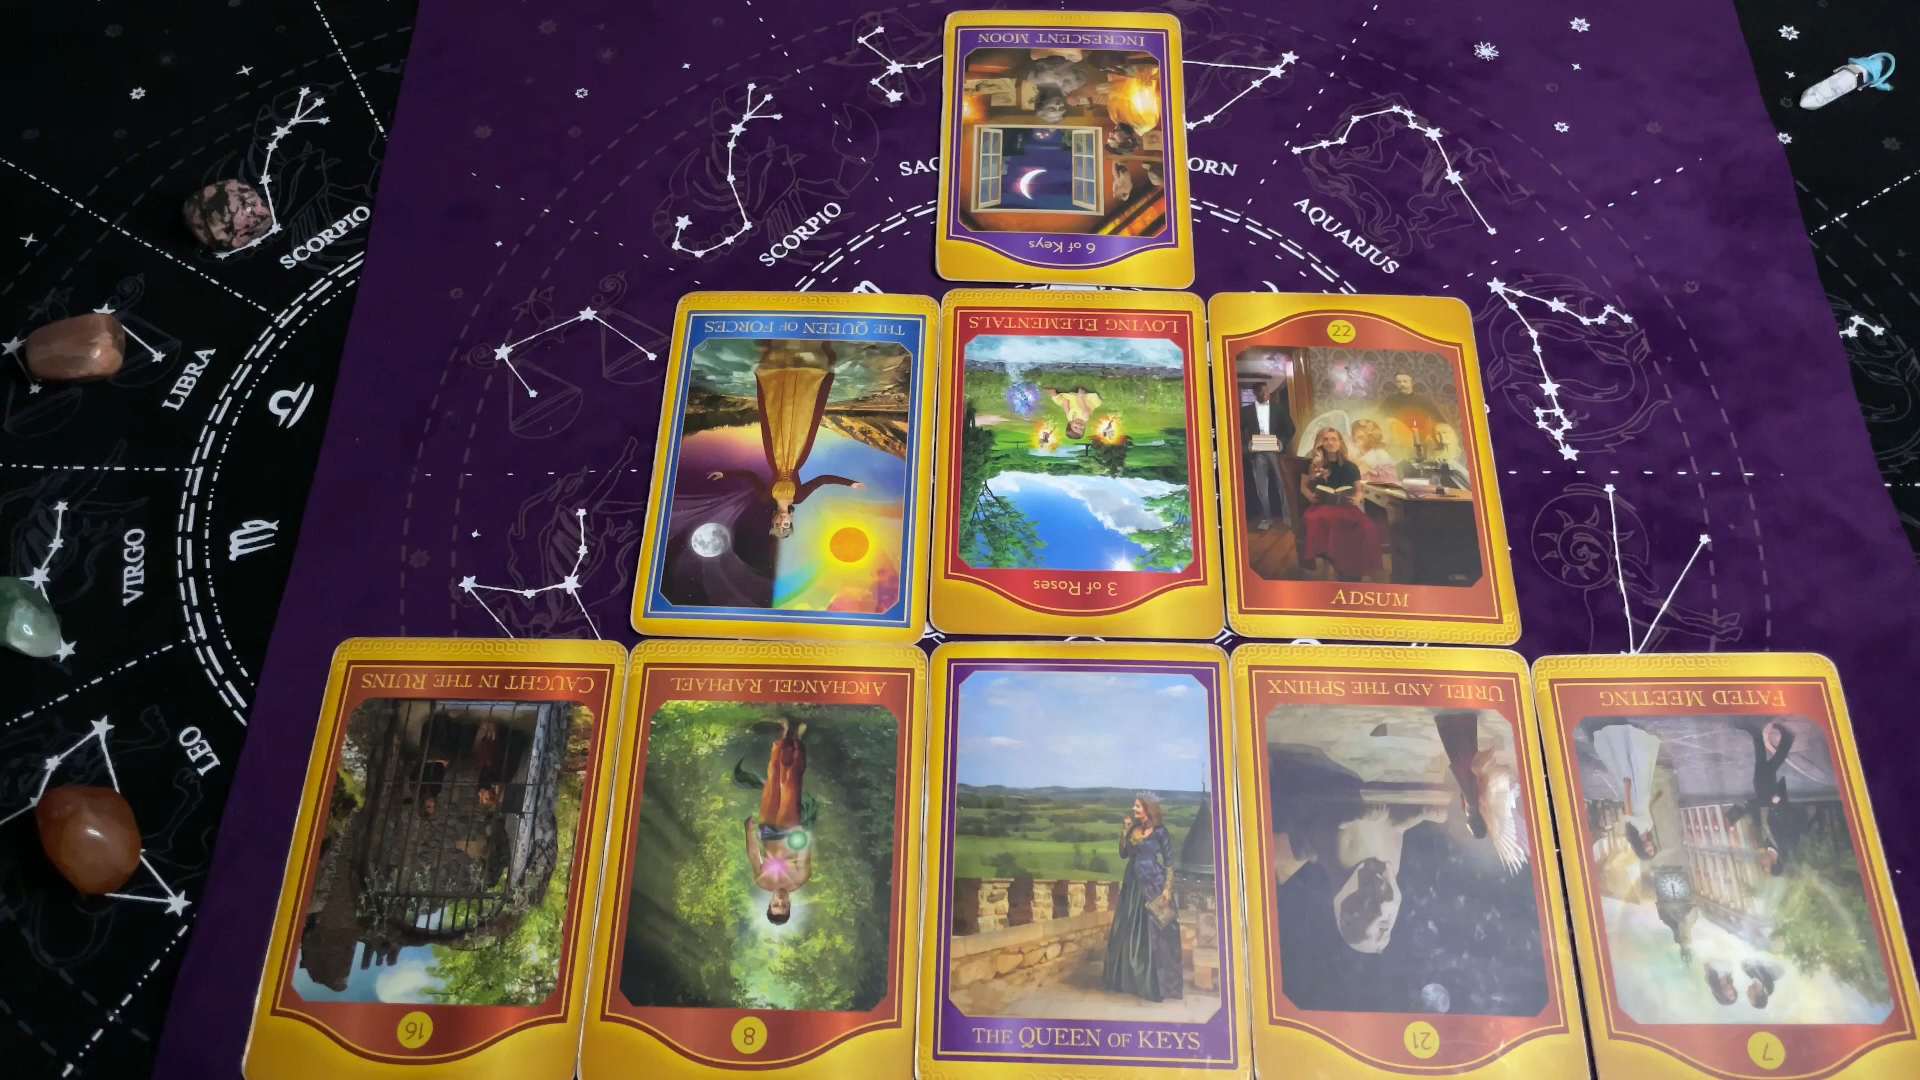 INCRESCENT MOON
6 of Keys
SAG
ORN
SCORPIO
SCORPIO
AQUARIUS
LIBRA
VIRGO
LEO
THE QUEEN OF FORCES
LOVING ELEMENTALS
3 of Roses
22
ADSUM
CAUGHT IN THE RUINS
16
ARCHANGEL RAPHAEL
8
THE QUEEN OF KEYS
URIEL AND THE SPHINX
21
FATED MEETING
7